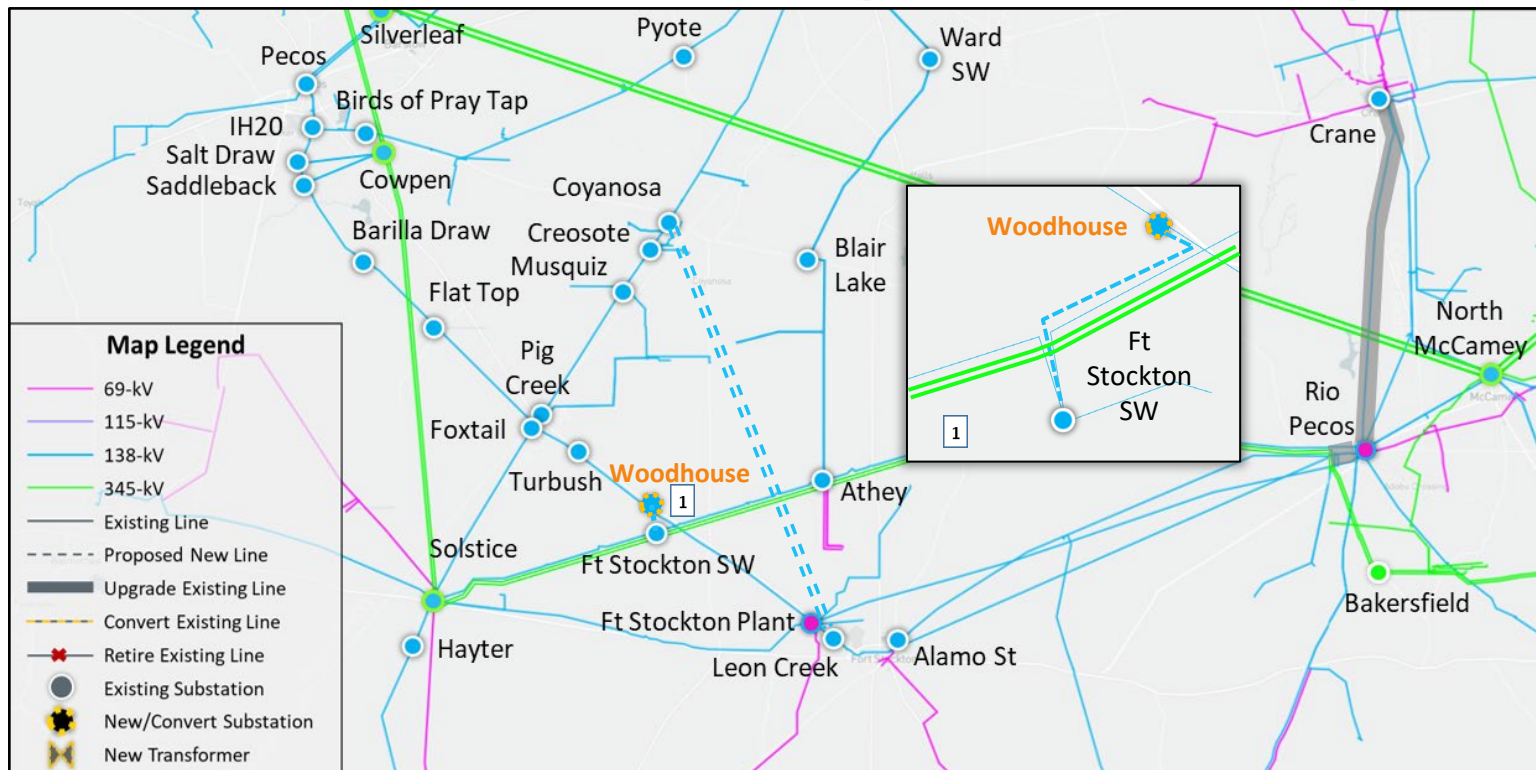 Silverleaf
Pyote
Ward
SW
Pecos
Birds of Pray Tap
IH20
Crane
Salt Draw
Saddleback
Cowpen
Coyanosa
Barilla Draw
Creosote
Musquiz
Blair
Lake
Woodhouse
Flat Top
North
McCamey
Ft
Stockton
SW
1
Map Legend
69-kV
115-kV
138-kV
345-kV
Existing Line
Proposed New Line
Upgrade Existing Line
Convert Existing Line
Retire Existing Line
Existing Substation
New/Convert Substation
New Transformer
Pig
Creek
Foxtail
Rio
Pecos
Turbush
Woodhouse
1
Athey
Solstice
Ft Stockton SW
Bakersfield
Ft Stockton Plant
Hayter
Leon Creek
Alamo St
Coyanosa